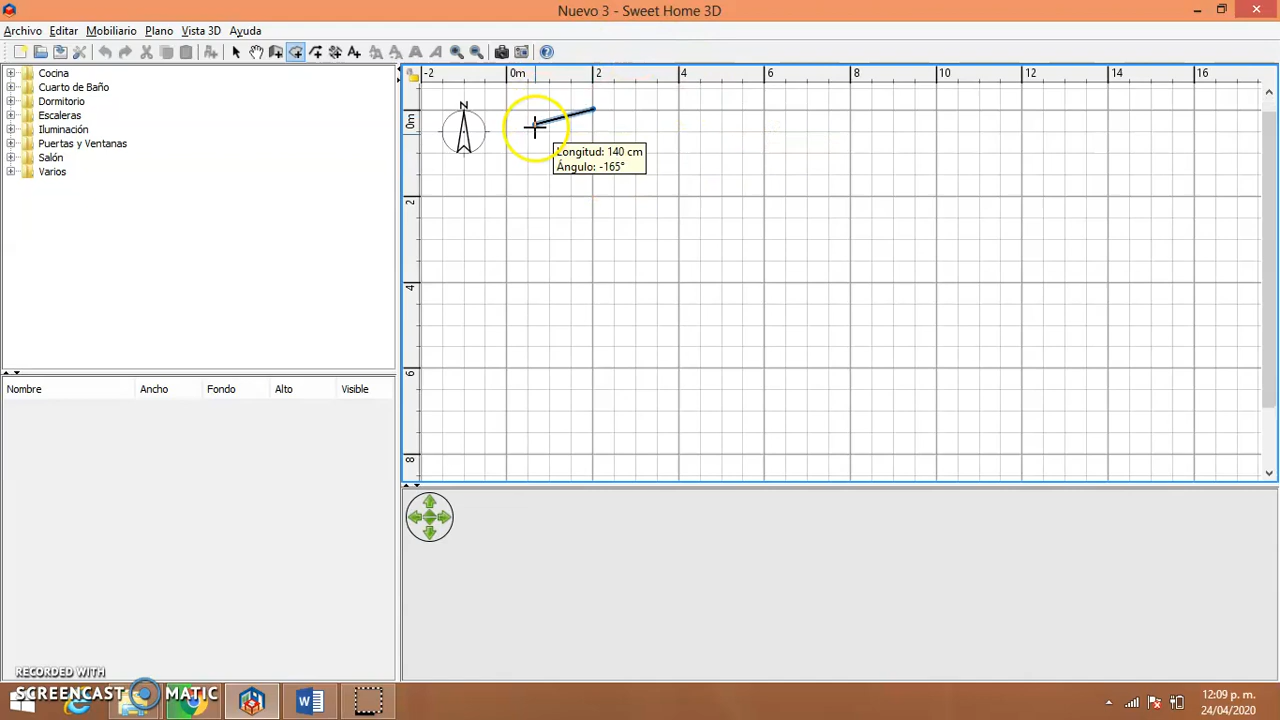 Nuevo 3 - Sweet Home 3D
Archivo Editar Mobiliario Plano Vista 3D Ayuda
Cocina
Cuarto de Baño
Dormitorio
Escaleras
Iluminación
Puertas y Ventanas
Salón
Varios
-2 0m 2 4 6 8 10 12 14 16
0m
2
4
6
8
N
Longitud: 140 cm
Ángulo: -165°
Nombre Ancho Fondo Alto Visible
RECORDED WITH
SCREENCAST MATIC
12:09 p. m.
24/04/2020